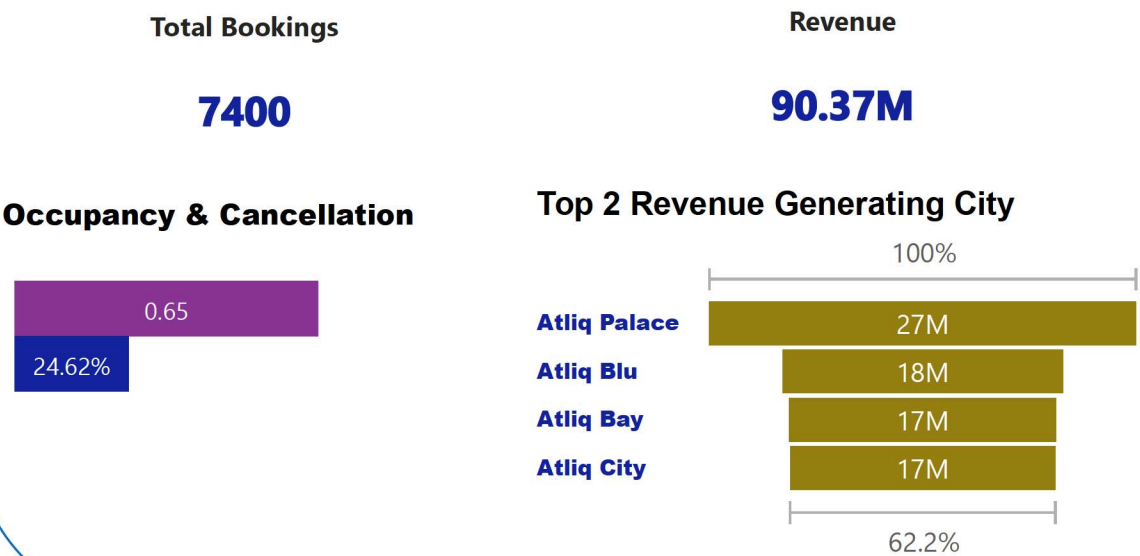 Total Bookings
7400
Revenue
90.37M
Occupancy & Cancellation
0.65
24.62%
Top 2 Revenue Generating City
100%
Atliq Palace 27M
Atliq Blu 18M
Atliq Bay 17M
Atliq City 17M
62.2%